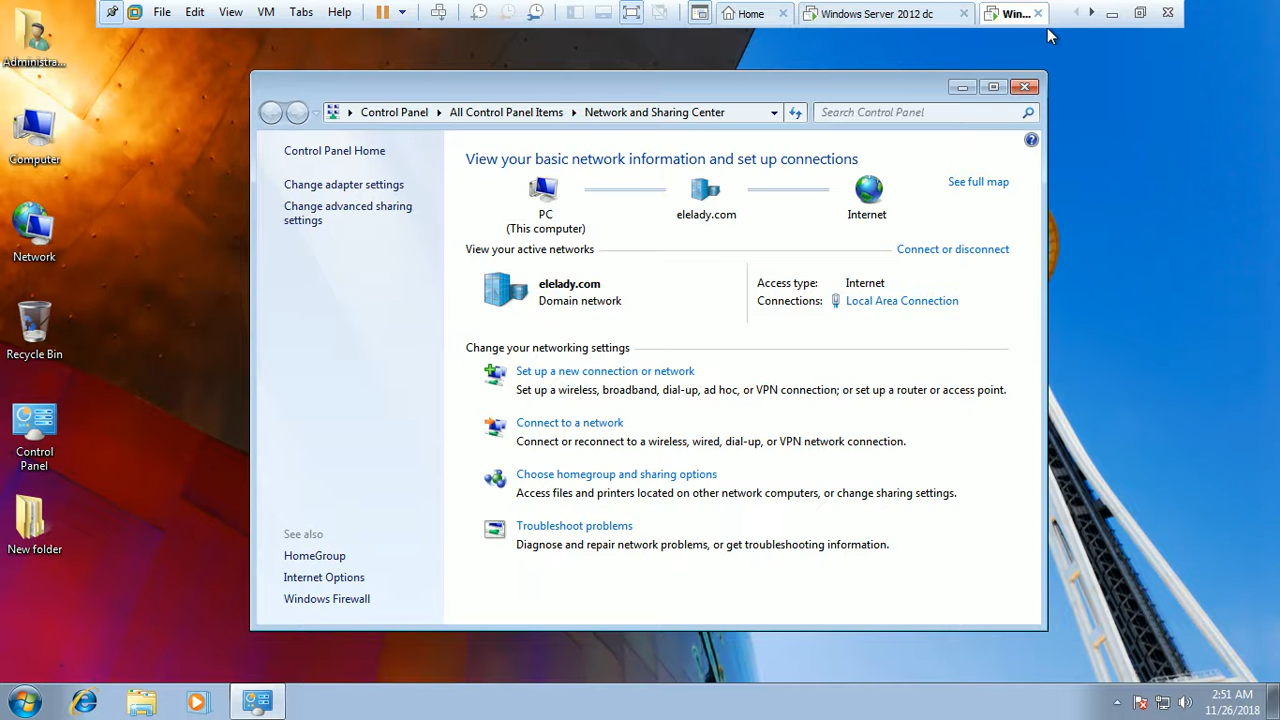 File Edit View VM Tabs Help Home Windows Server 2012 dc Win...
Administra...
Computer
Network
Recycle Bin
Control
Panel
New folder
Control Panel All Control Panel Items Network and Sharing Center Search Control Panel
Control Panel Home
Change adapter settings
Change advanced sharing
settings
See also
HomeGroup
Internet Options
Windows Firewall
View your basic network information and set up connections
See full map
PC
(This computer)
elelady.com
Internet
View your active networks
Connect or disconnect
elelady.com
Domain network
Access type: Internet
Connections: Local Area Connection
Change your networking settings
Set up a new connection or network
Set up a wireless, broadband, dial-up, ad hoc, or VPN connection; or set up a router or access point.
Connect to a network
Connect or reconnect to a wireless, wired, dial-up, or VPN network connection.
Choose homegroup and sharing options
Access files and printers located on other network computers, or change sharing settings.
Troubleshoot problems
Diagnose and repair network problems, or get troubleshooting information.
2:51 AM
11/26/2018